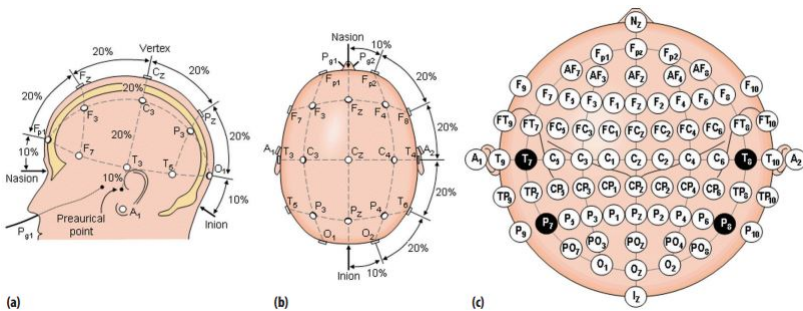 20%
Vertex
20%
Fz
Cz
20%
20%
20%
20%
Pz
F3
C3
P3
20%
Fp1
20%
10%
F7
T3
T5
O1
Nasion
10%
10%
Preaurical
point
A1
Inion
Pg1
(a)
Nasion
10%
Pg1
Pg2
20%
Fp1
Fp2
F7
F3
Fz
F4
F8
20%
A1
T3
C3
Cz
C4
T4
A2
20%
T5
P3
Pz
P4
T6
20%
O1
O2
Inion
10%
(b)
Nz
Fp1
Fpz
Fp2
AF7
AF3
AFz
AF4
AF8
F9
F7
F5
F3
F1
Fz
F2
F4
F6
F8
F10
FT9
FT7
FC5
FC3
FC1
FCz
FC2
FC4
FC6
FT8
FT10
A1
T9
T7
C5
C3
C1
Cz
C2
C4
C6
T8
T10
A2
TP9
TP7
CP5
CP3
CP1
CPz
CP2
CP4
CP6
TP8
TP10
P9
P7
P5
P3
P1
Pz
P2
P4
P6
P8
P10
PO7
PO3
POz
PO4
PO8
O1
Oz
O2
Iz
(c)